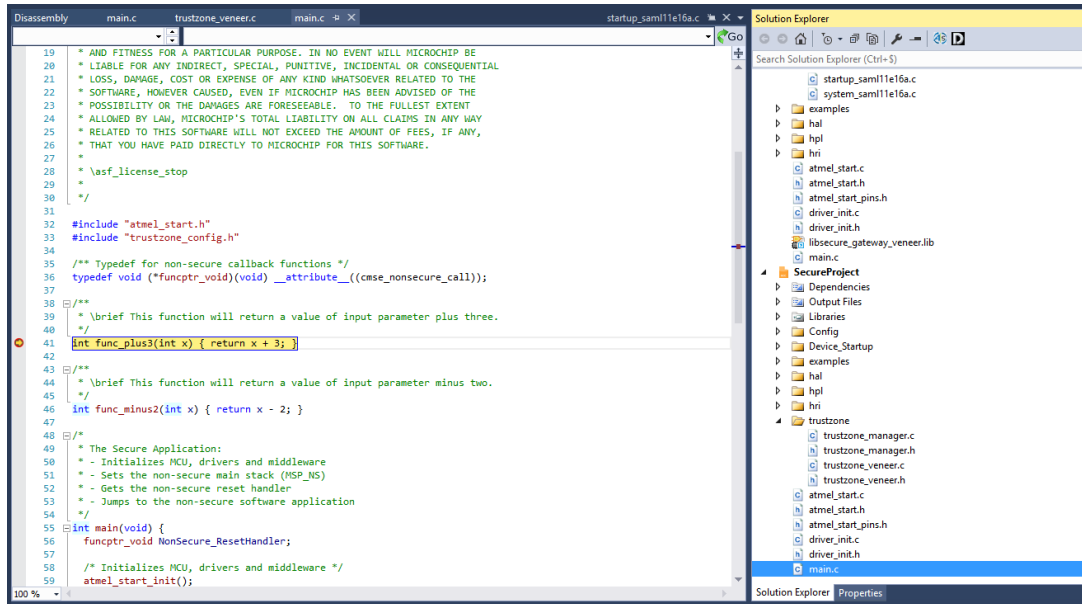 Disassembly main.c trustzone_veneer.c main.c startup_saml11e16a.c
Go
19 * AND FITNESS FOR A PARTICULAR PURPOSE. IN NO EVENT WILL MICROCHIP BE
20 * LIABLE FOR ANY INDIRECT, SPECIAL, PUNITIVE, INCIDENTAL OR CONSEQUENTIAL
21 * LOSS, DAMAGE, COST OR EXPENSE OF ANY KIND WHATSOEVER RELATED TO THE
22 * SOFTWARE, HOWEVER CAUSED, EVEN IF MICROCHIP HAS BEEN ADVISED OF THE
23 * POSSIBILITY OR THE DAMAGES ARE FORESEEABLE. TO THE FULLEST EXTENT
24 * ALLOWED BY LAW, MICROCHIP'S TOTAL LIABILITY ON ALL CLAIMS IN ANY WAY
25 * RELATED TO THIS SOFTWARE WILL NOT EXCEED THE AMOUNT OF FEES, IF ANY,
26 * THAT YOU HAVE PAID DIRECTLY TO MICROCHIP FOR THIS SOFTWARE.
27 *
28 * \asf_license_stop
29 *
30 */
31
32 #include "atmel_start.h"
33 #include "trustzone_config.h"
34
35 /** Typedef for non-secure callback functions */
36 typedef void (*funcptr_void)(void) __attribute__((cmse_nonsecure_call));
37
38 /**
39 * \brief This function will return a value of input parameter plus three.
40 */
41 int func_plus3(int x) { return x + 3; }
42
43 /**
44 * \brief This function will return a value of input parameter minus two.
45 */
46 int func_minus2(int x) { return x - 2; }
47
48 /*
49 * The Secure Application:
50 * - Initializes MCU, drivers and middleware
51 * - Sets the non-secure main stack (MSP_NS)
52 * - Gets the non-secure reset handler
53 * - Jumps to the non-secure software application
54 */
55 int main(void) {
56 funcptr_void NonSecure_ResetHandler;
57
58 /* Initializes MCU, drivers and middleware */
59 atmel_start_init();
100 %
Solution Explorer
Search Solution Explorer (Ctrl+$)
startup_saml11e16a.c
system_saml11e16a.c
examples
hal
hpl
hri
atmel_start.c
atmel_start.h
atmel_start_pins.h
driver_init.c
driver_init.h
libsecure_gateway_veneer.lib
main.c
SecureProject
Dependencies
Output Files
Libraries
Config
Device_Startup
examples
hal
hpl
hri
trustzone
trustzone_manager.c
trustzone_manager.h
trustzone_veneer.c
trustzone_veneer.h
atmel_start.c
atmel_start.h
atmel_start_pins.h
driver_init.c
driver_init.h
main.c
Solution Explorer Properties